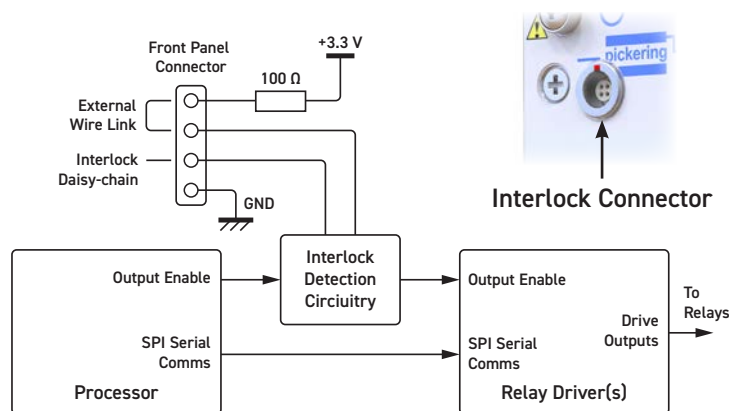 Front Panel
Connector
+3.3 V
100 Ω
External
Wire Link
Interlock
Daisy-chain
GND
pickering
Interlock Connector
Output Enable
Interlock
Detection
Circiuitry
Output Enable
To
Relays
Drive
Outputs
SPI Serial
Comms
SPI Serial
Comms
Processor
Relay Driver(s)